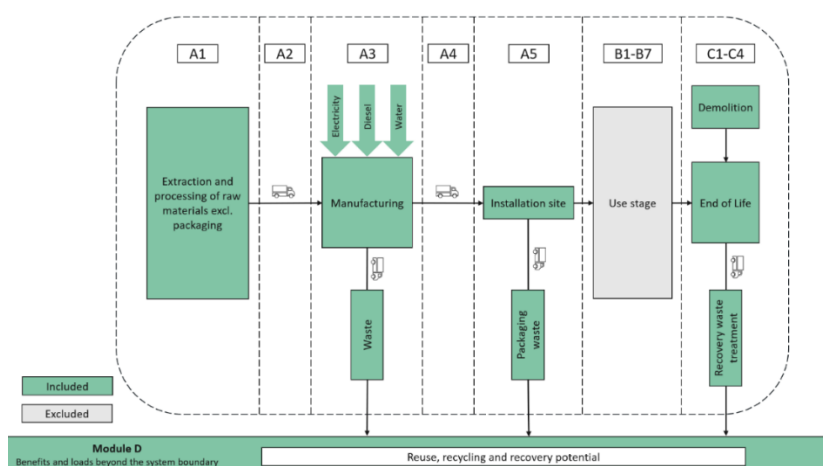 A1
A2
A3
A4
A5
B1-B7
C1-C4
Electricity
Diesel
Water
Demolition
Extraction and
processing of raw
materials excl.
packaging
Manufacturing
Installation site
Use stage
End of Life
Waste
Packaging
waste
Recovery waste
treatment
Included
Excluded
Module D
Benefits and loads beyond the system boundary
Reuse, recycling and recovery potential